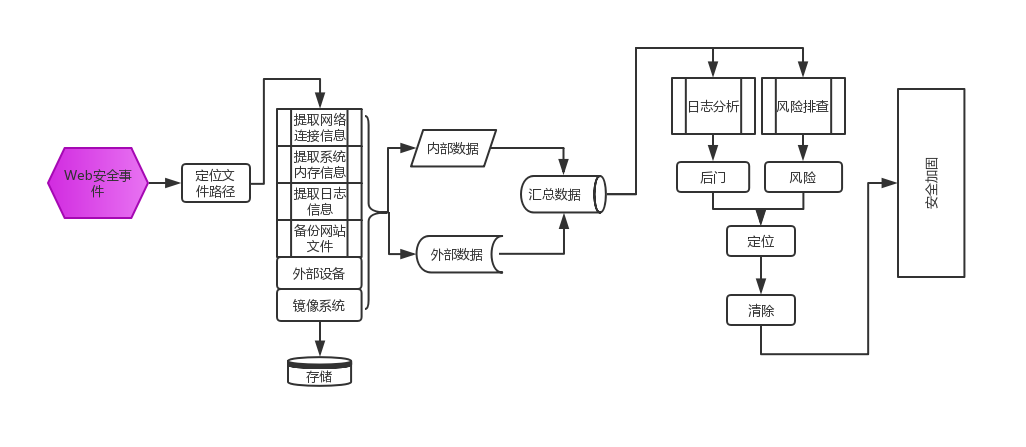 Web安全事
件
定位文
件路径
提取网络
连接信息
提取系统
内存信息
提取日志
信息
备份网站
文件
外部设备
镜像系统
存储
内部数据
外部数据
汇总数据
日志分析
风险排查
后门
风险
定位
清除
安全加固